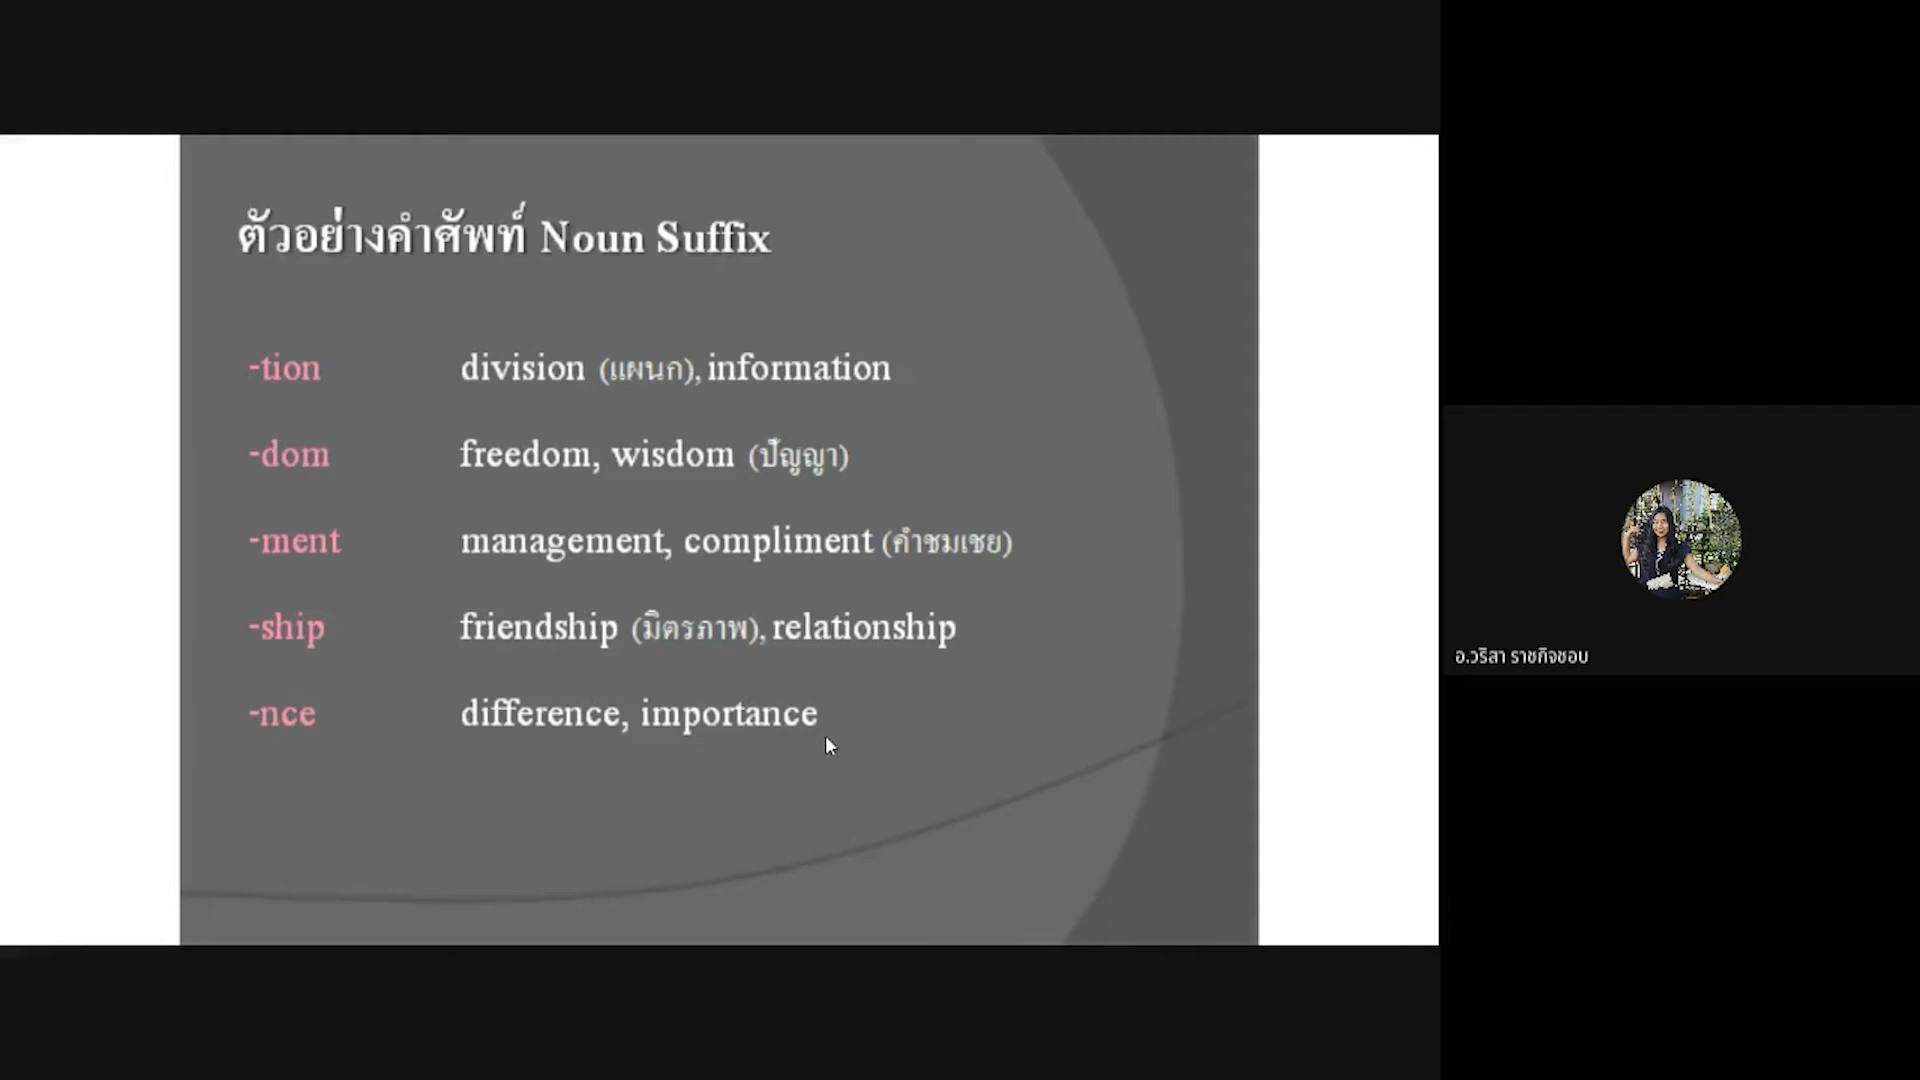 ตัวอย่างคำศัพท์ Noun Suffix
-tion division (แผนก), information
-dom freedom, wisdom (ปัญญา)
-ment management, compliment (คำชมเชย)
-ship friendship (มิตรภาพ), relationship
-nce difference, importance
อ.วริสา ราชกิจชอบ